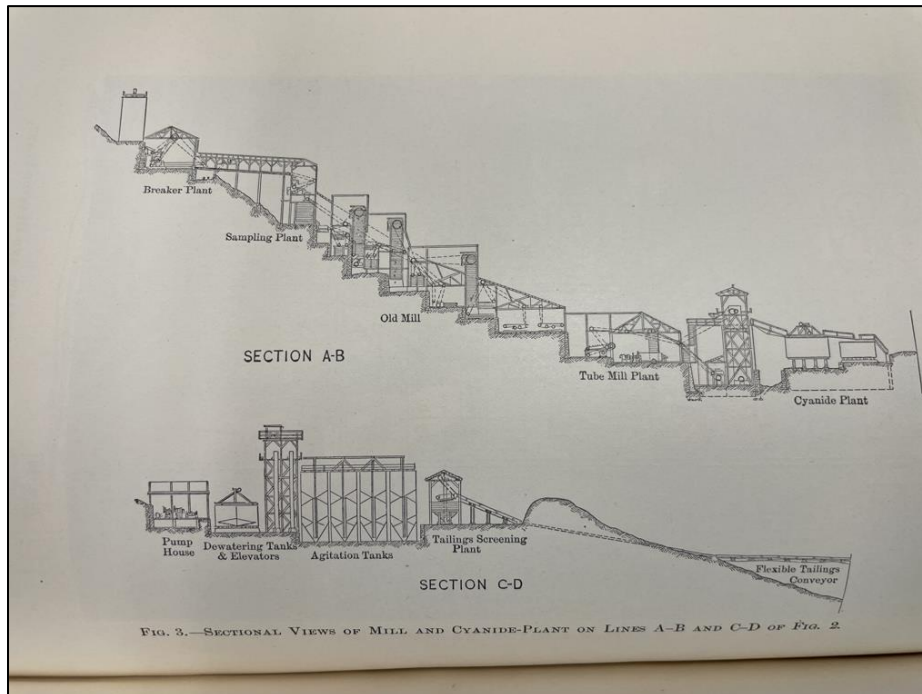 Breaker Plant
Sampling Plant
Old Mill
SECTION A-B
Tube Mill Plant
Cyanide Plant
Pump
House
Dewatering Tanks
& Elevators
Agitation Tanks
Tailings Screening
Plant
Flexible Tailings
Conveyor
SECTION C-D
FIG. 3.—SECTIONAL VIEWS OF MILL AND CYANIDE-PLANT ON LINES A-B AND C-D OF FIG. 2.